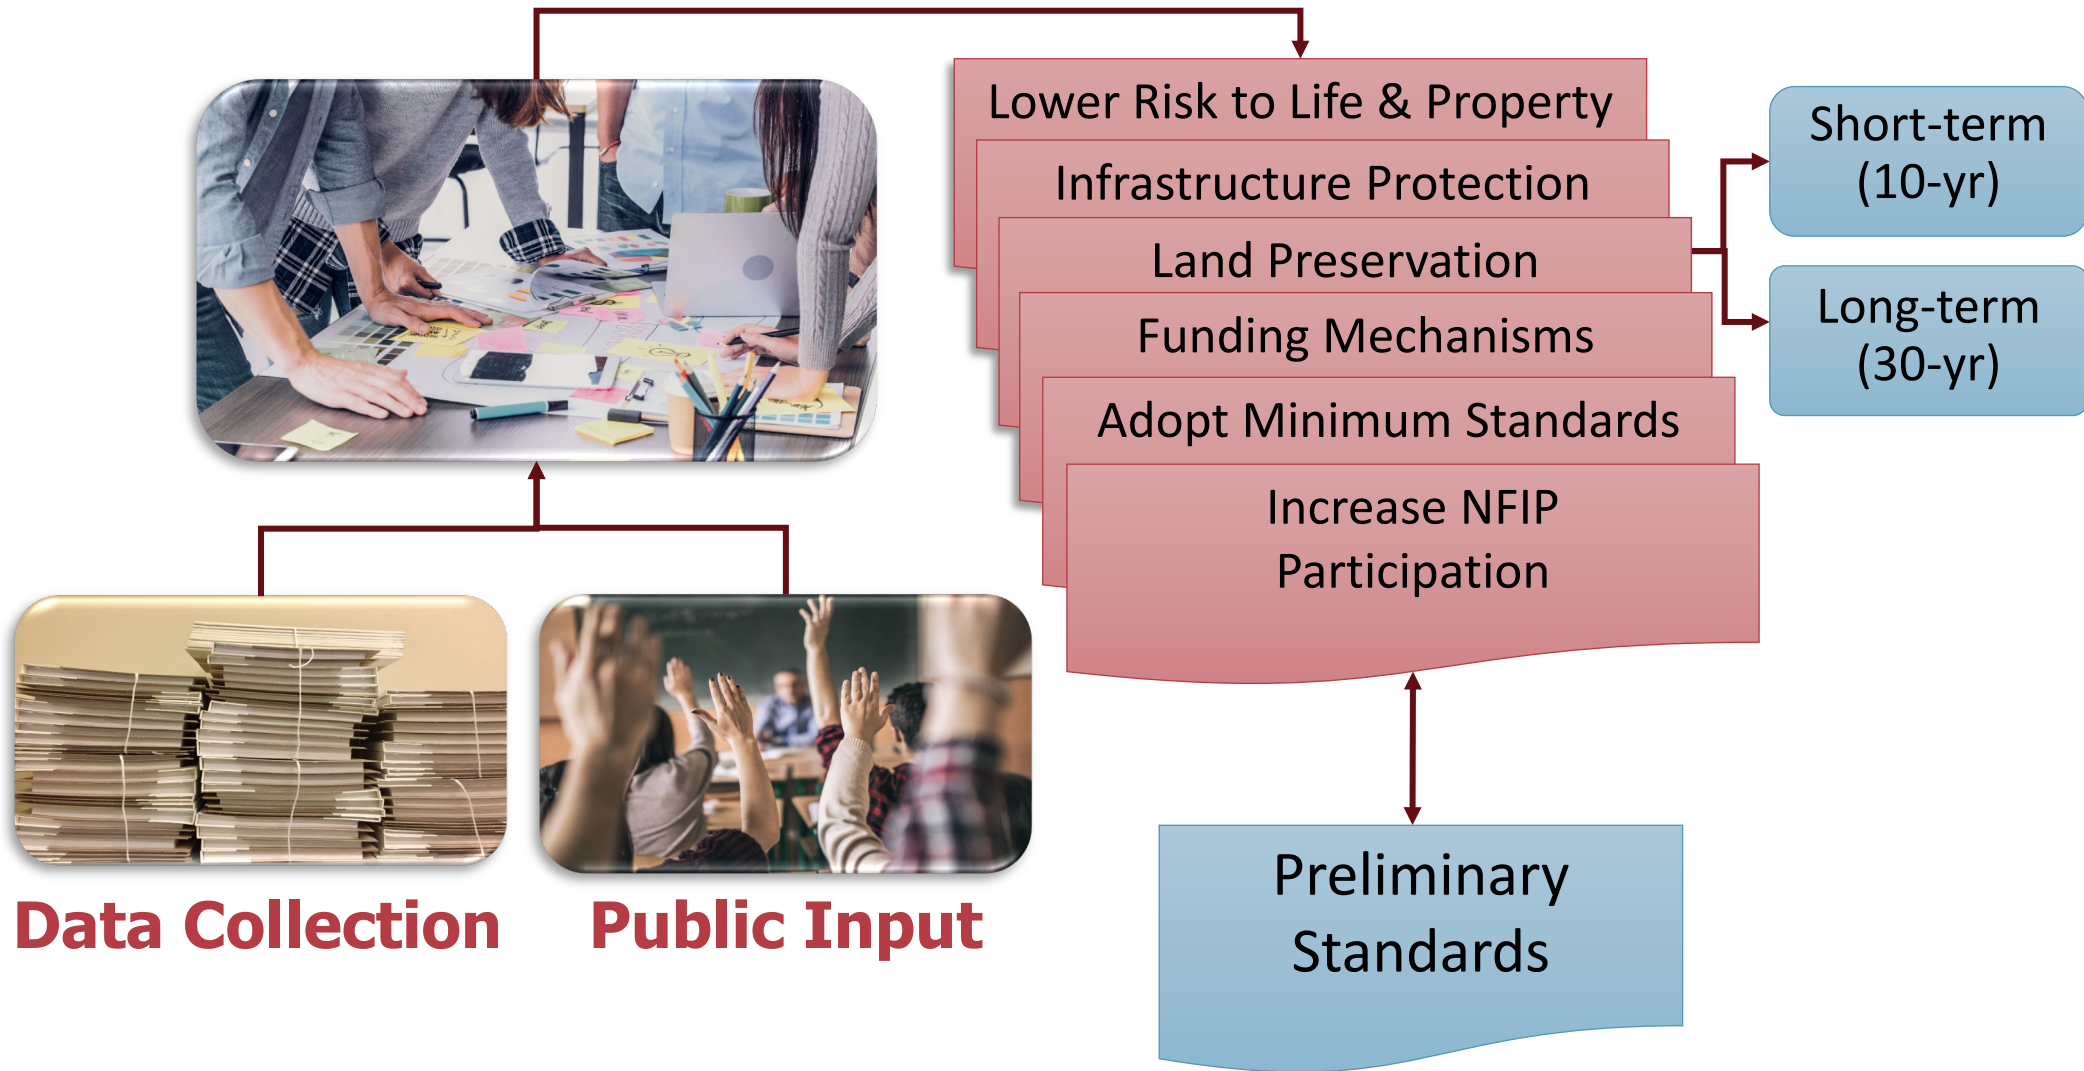 Lower Risk to Life & Property
Infrastructure Protection
Land Preservation
Funding Mechanisms
Adopt Minimum Standards
Increase NFIP
Participation
Short-term
(10-yr)
Long-term
(30-yr)
Data Collection
Public Input
Preliminary
Standards